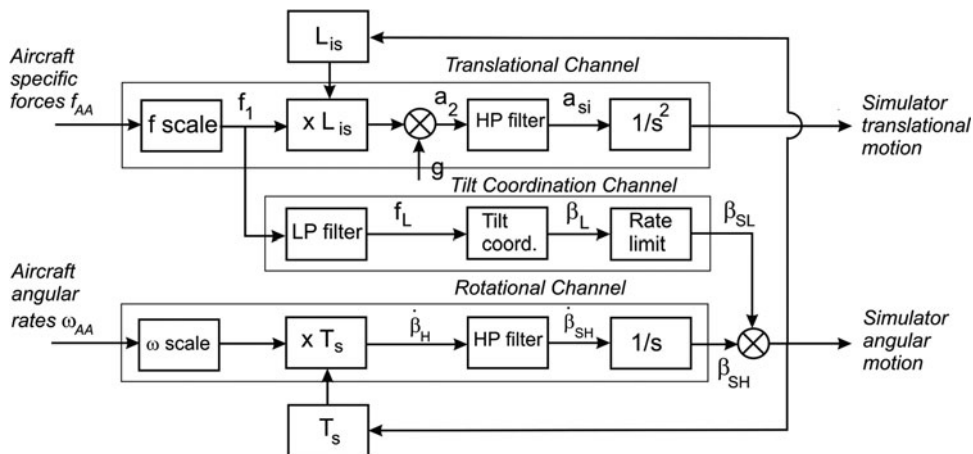 L_is
Aircraft
specific
forces f_AA
Translational Channel
f scale
f_1
x L_is
a_2
g
HP filter
a_si
1/s^2
Simulator
translational
motion
Tilt Coordination Channel
LP filter
f_L
Tilt
coord.
β_L
Rate
limit
β_SL
Aircraft
angular
rates ω_AA
Rotational Channel
ω scale
x T_s
β̇_H
HP filter
β̇_SH
1/s
β_SH
Simulator
angular
motion
T_s